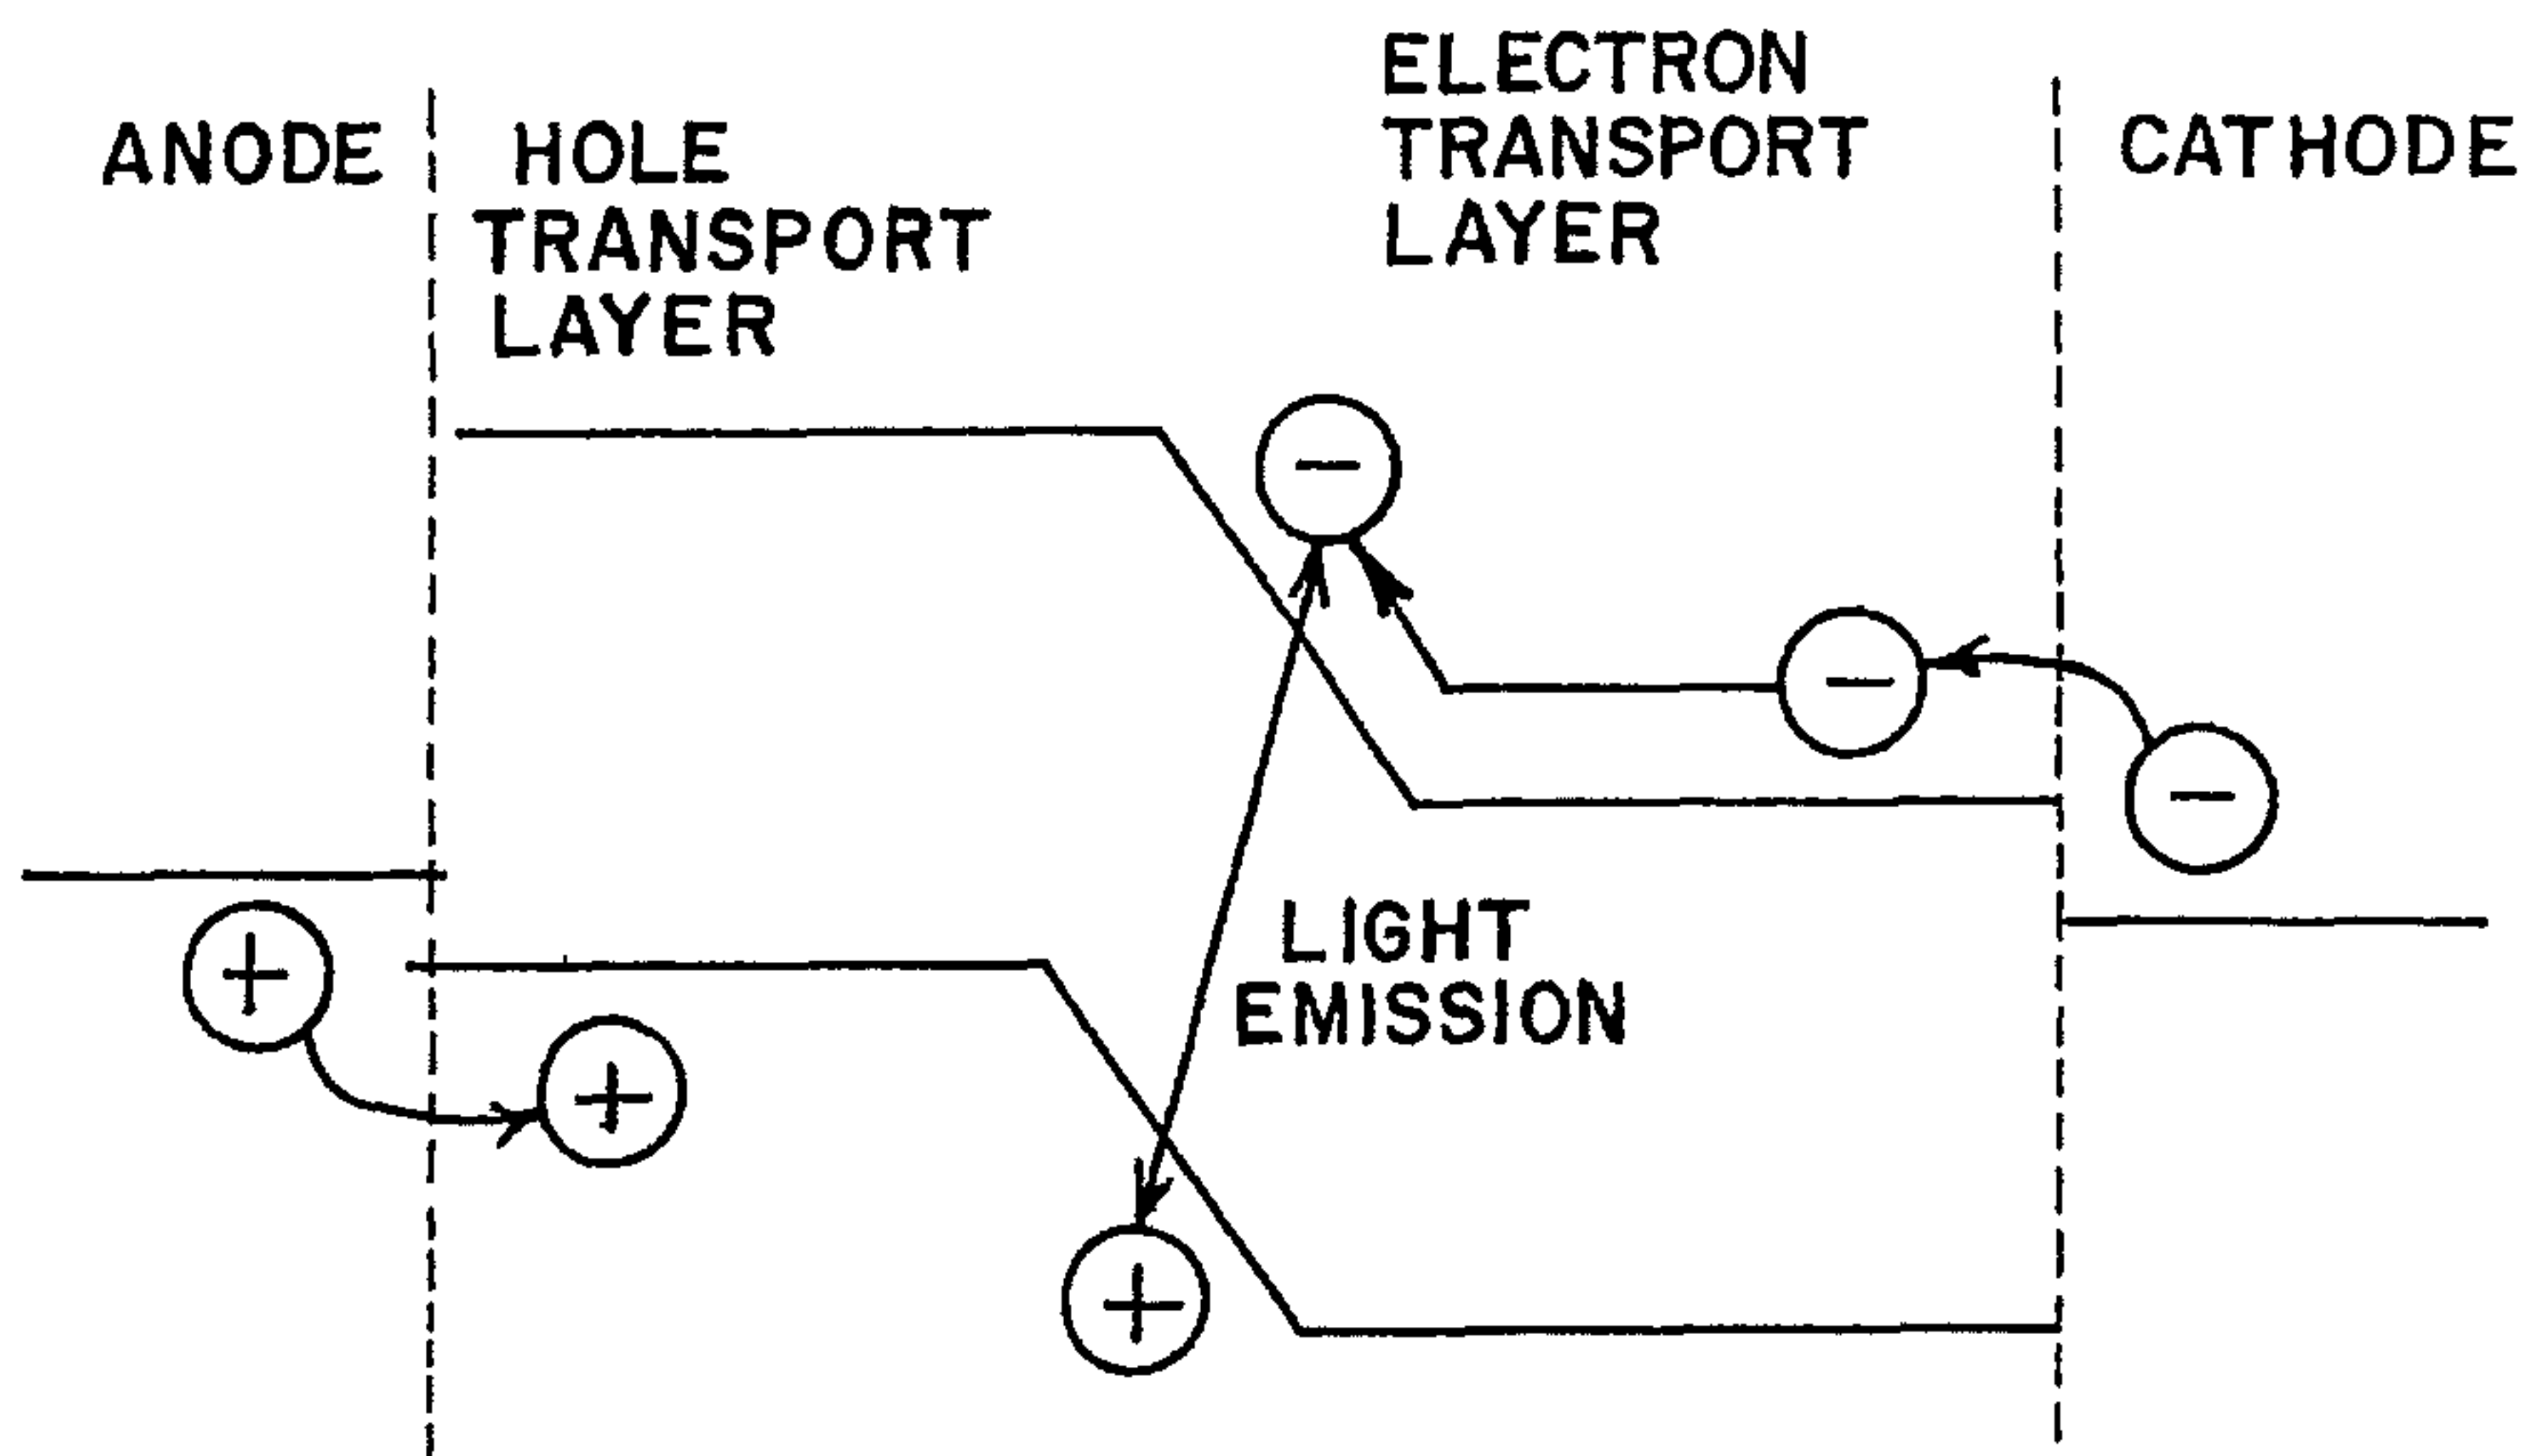 ANODE
HOLE
TRANSPORT
LAYER
ELECTRON
TRANSPORT
LAYER
CATHODE
−
−
−
+
+
LIGHT
EMISSION
+